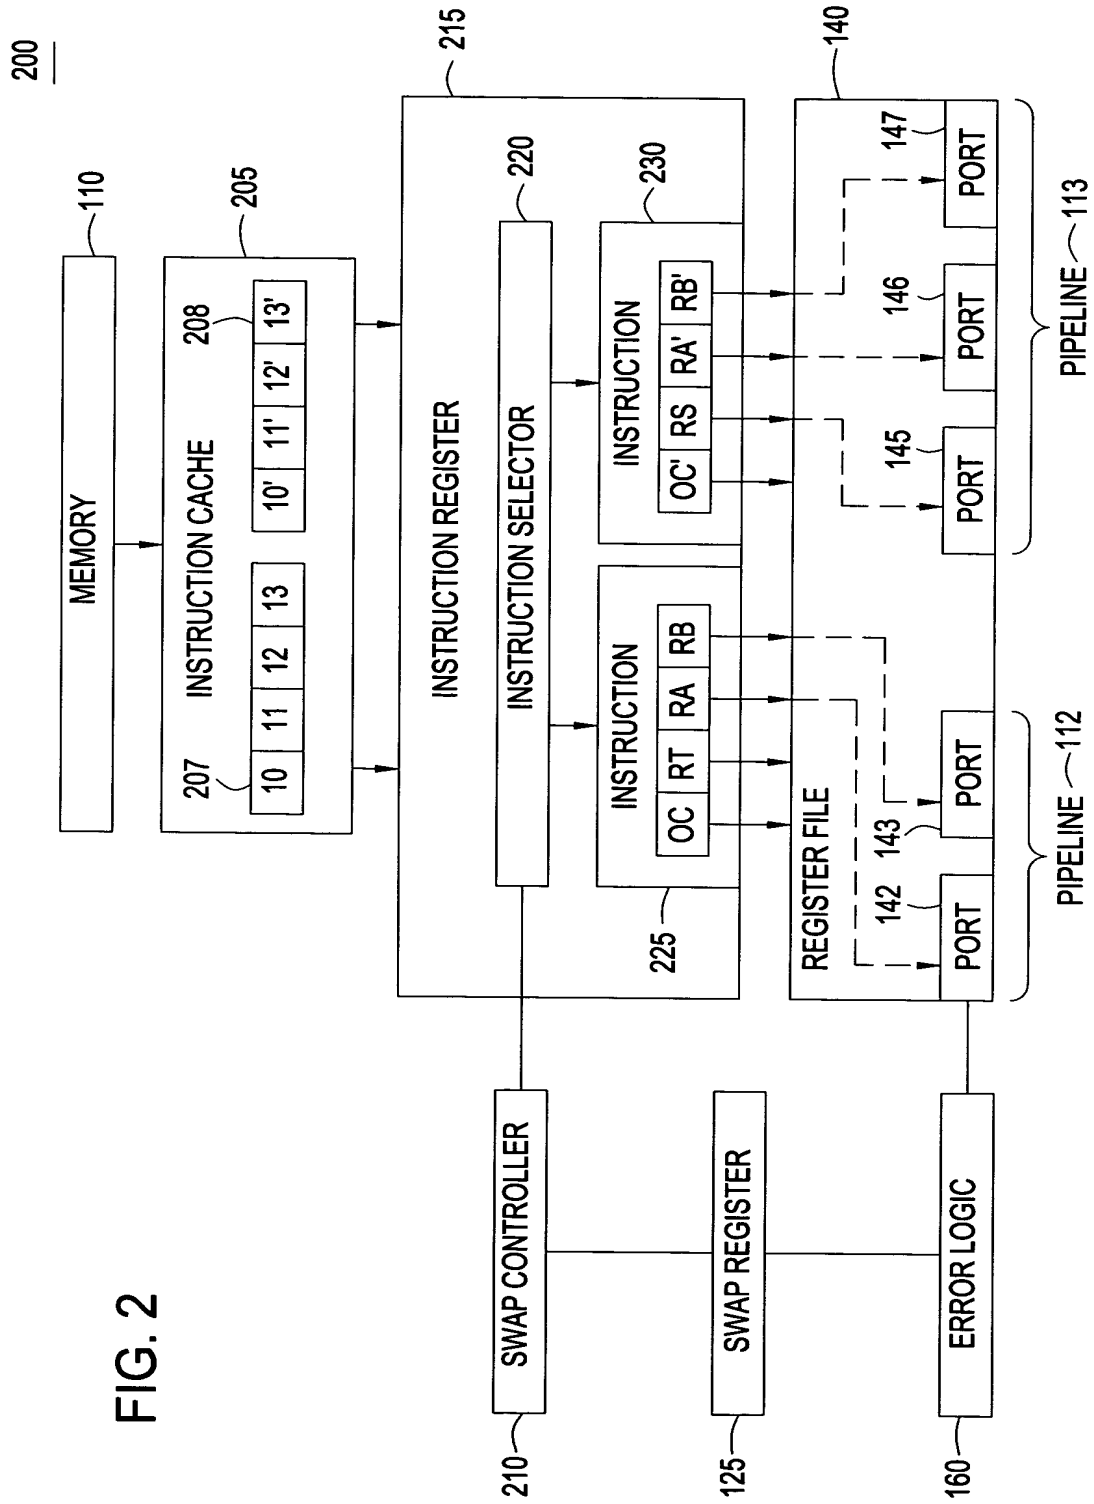 FIG. 2
200
MEMORY
110
INSTRUCTION CACHE
205
207
10 11 12 13
208
10' 11' 12' 13'
INSTRUCTION REGISTER
215
SWAP CONTROLLER
210
INSTRUCTION SELECTOR
220
INSTRUCTION
225
OC RT RA RB
INSTRUCTION
230
OC' RS RA' RB'
SWAP REGISTER
125
REGISTER FILE
140
ERROR LOGIC
160
142
PORT
143
PORT
145
PORT
146
PORT
147
PORT
PIPELINE 112
PIPELINE 113